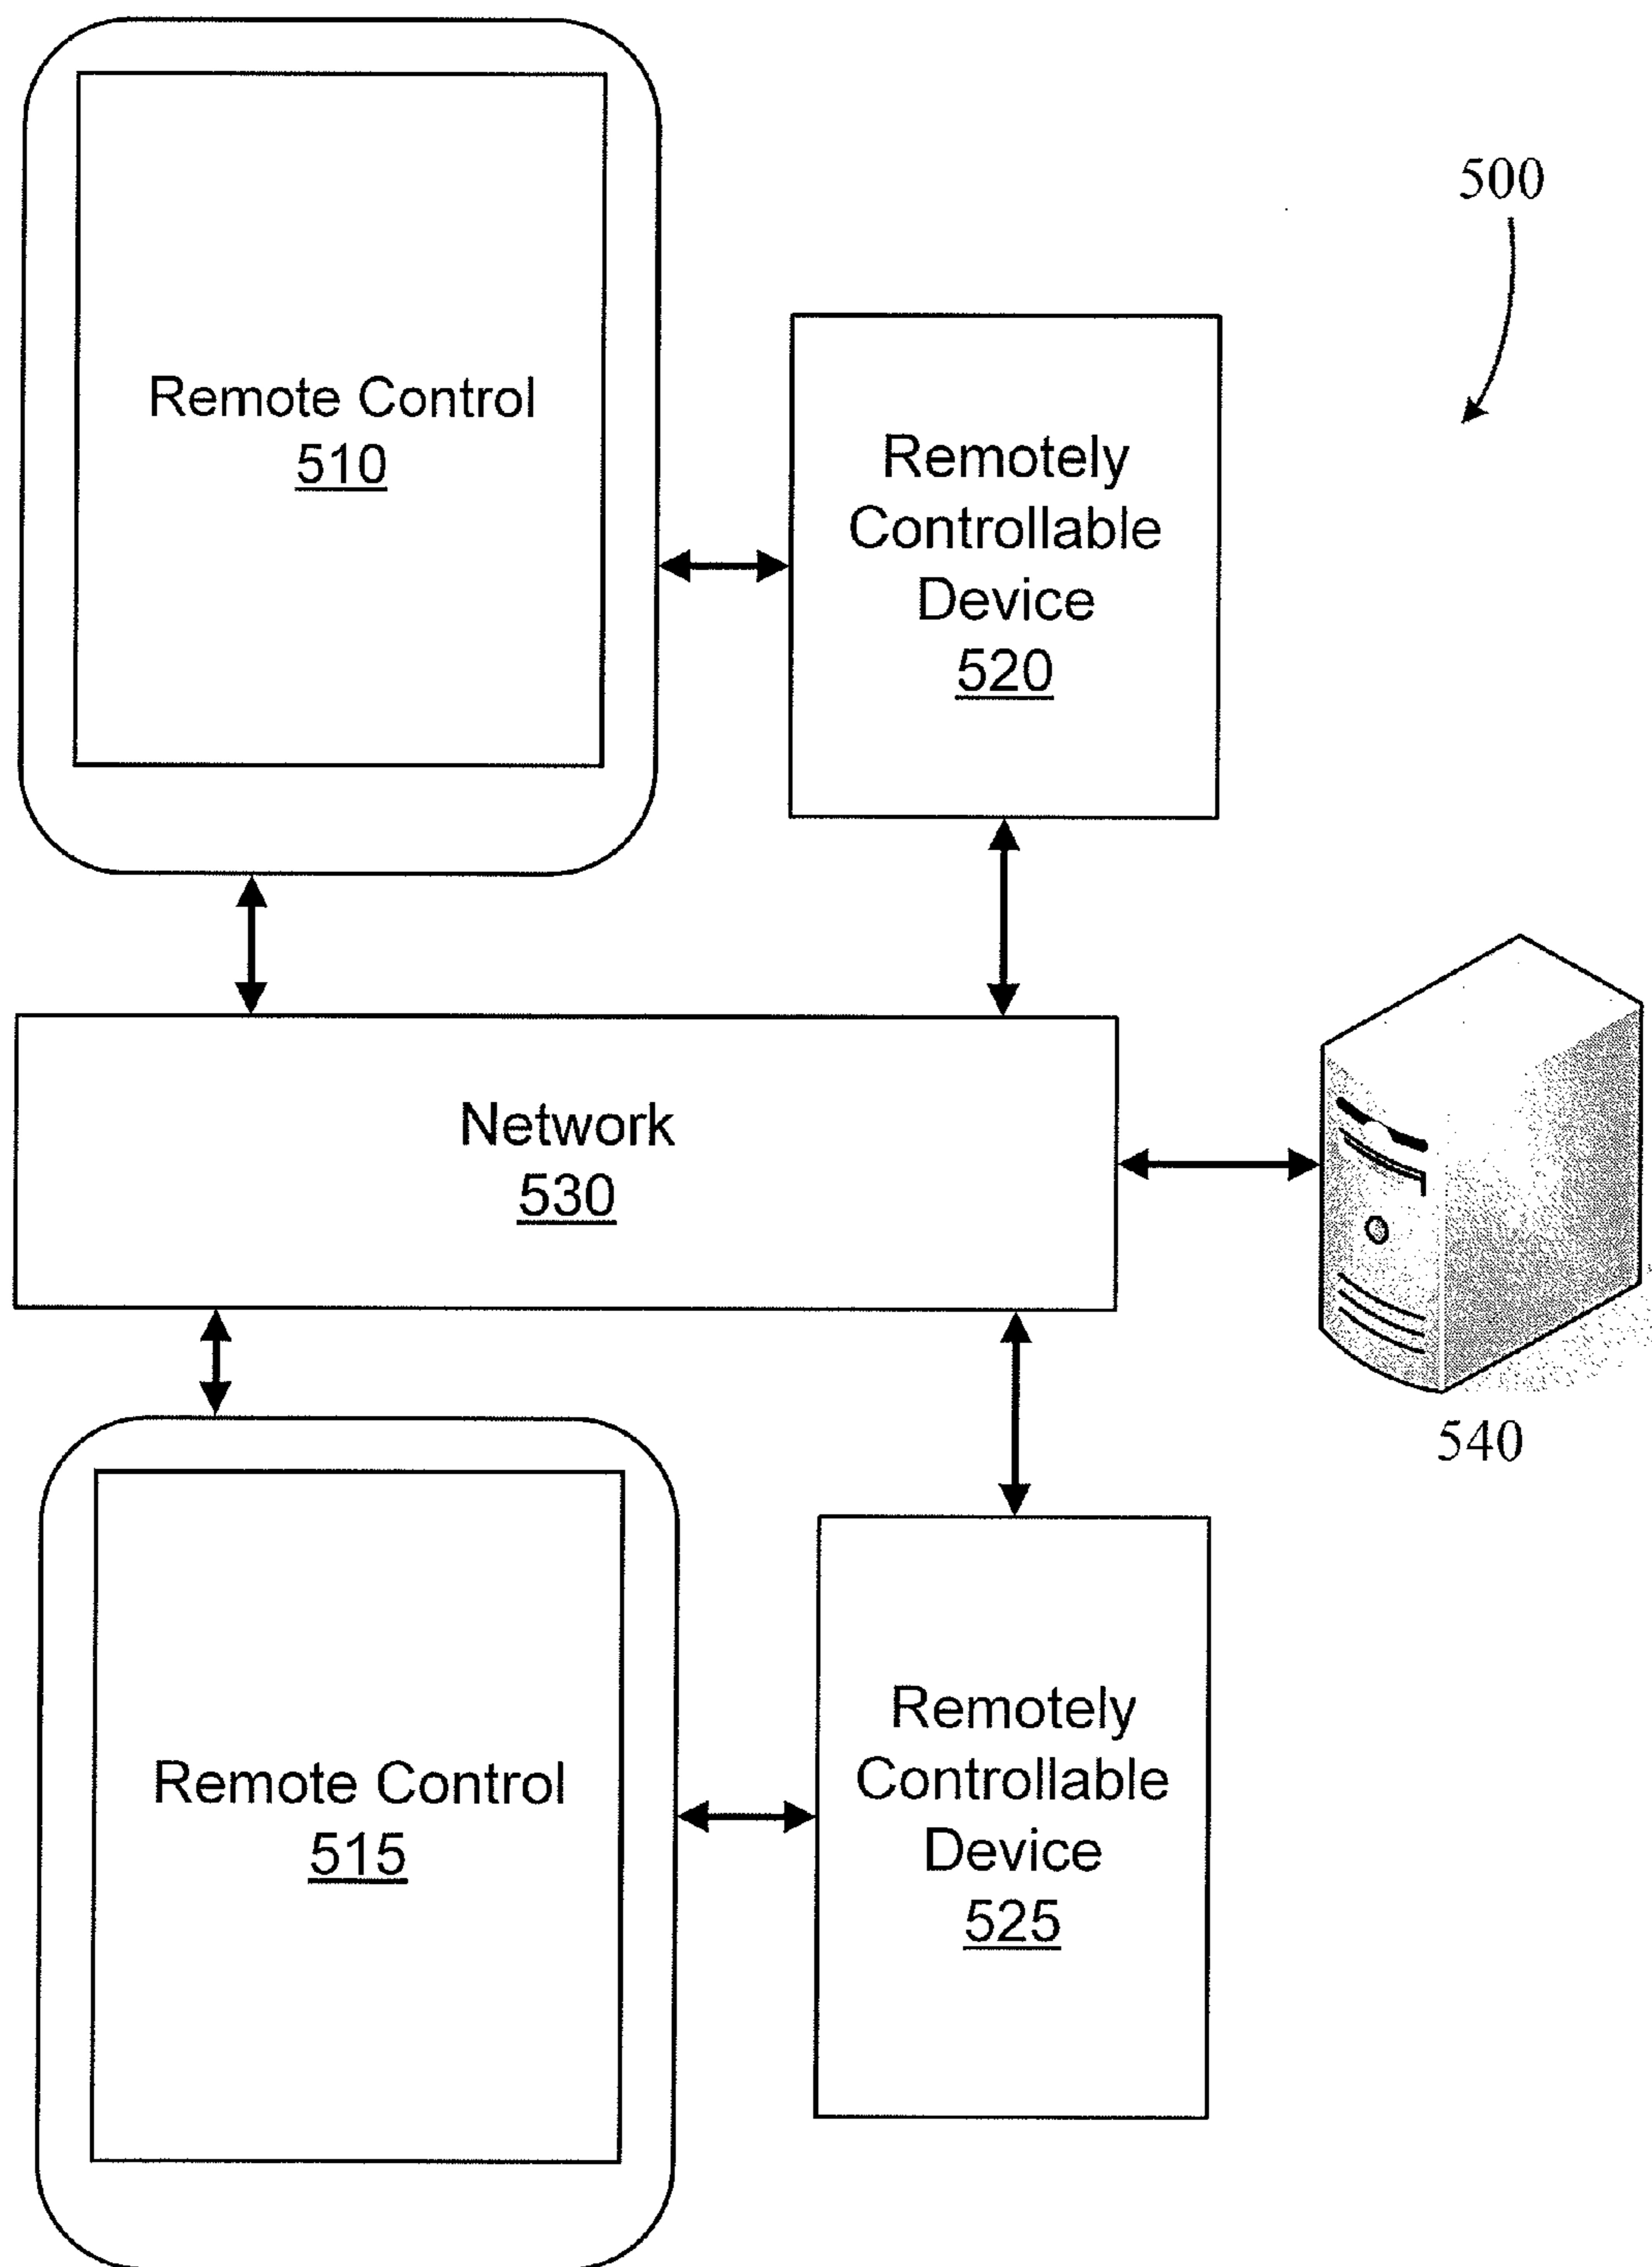 500
Remote Control
510
Remotely
Controllable
Device
520
Network
530
540
Remote Control
515
Remotely
Controllable
Device
525